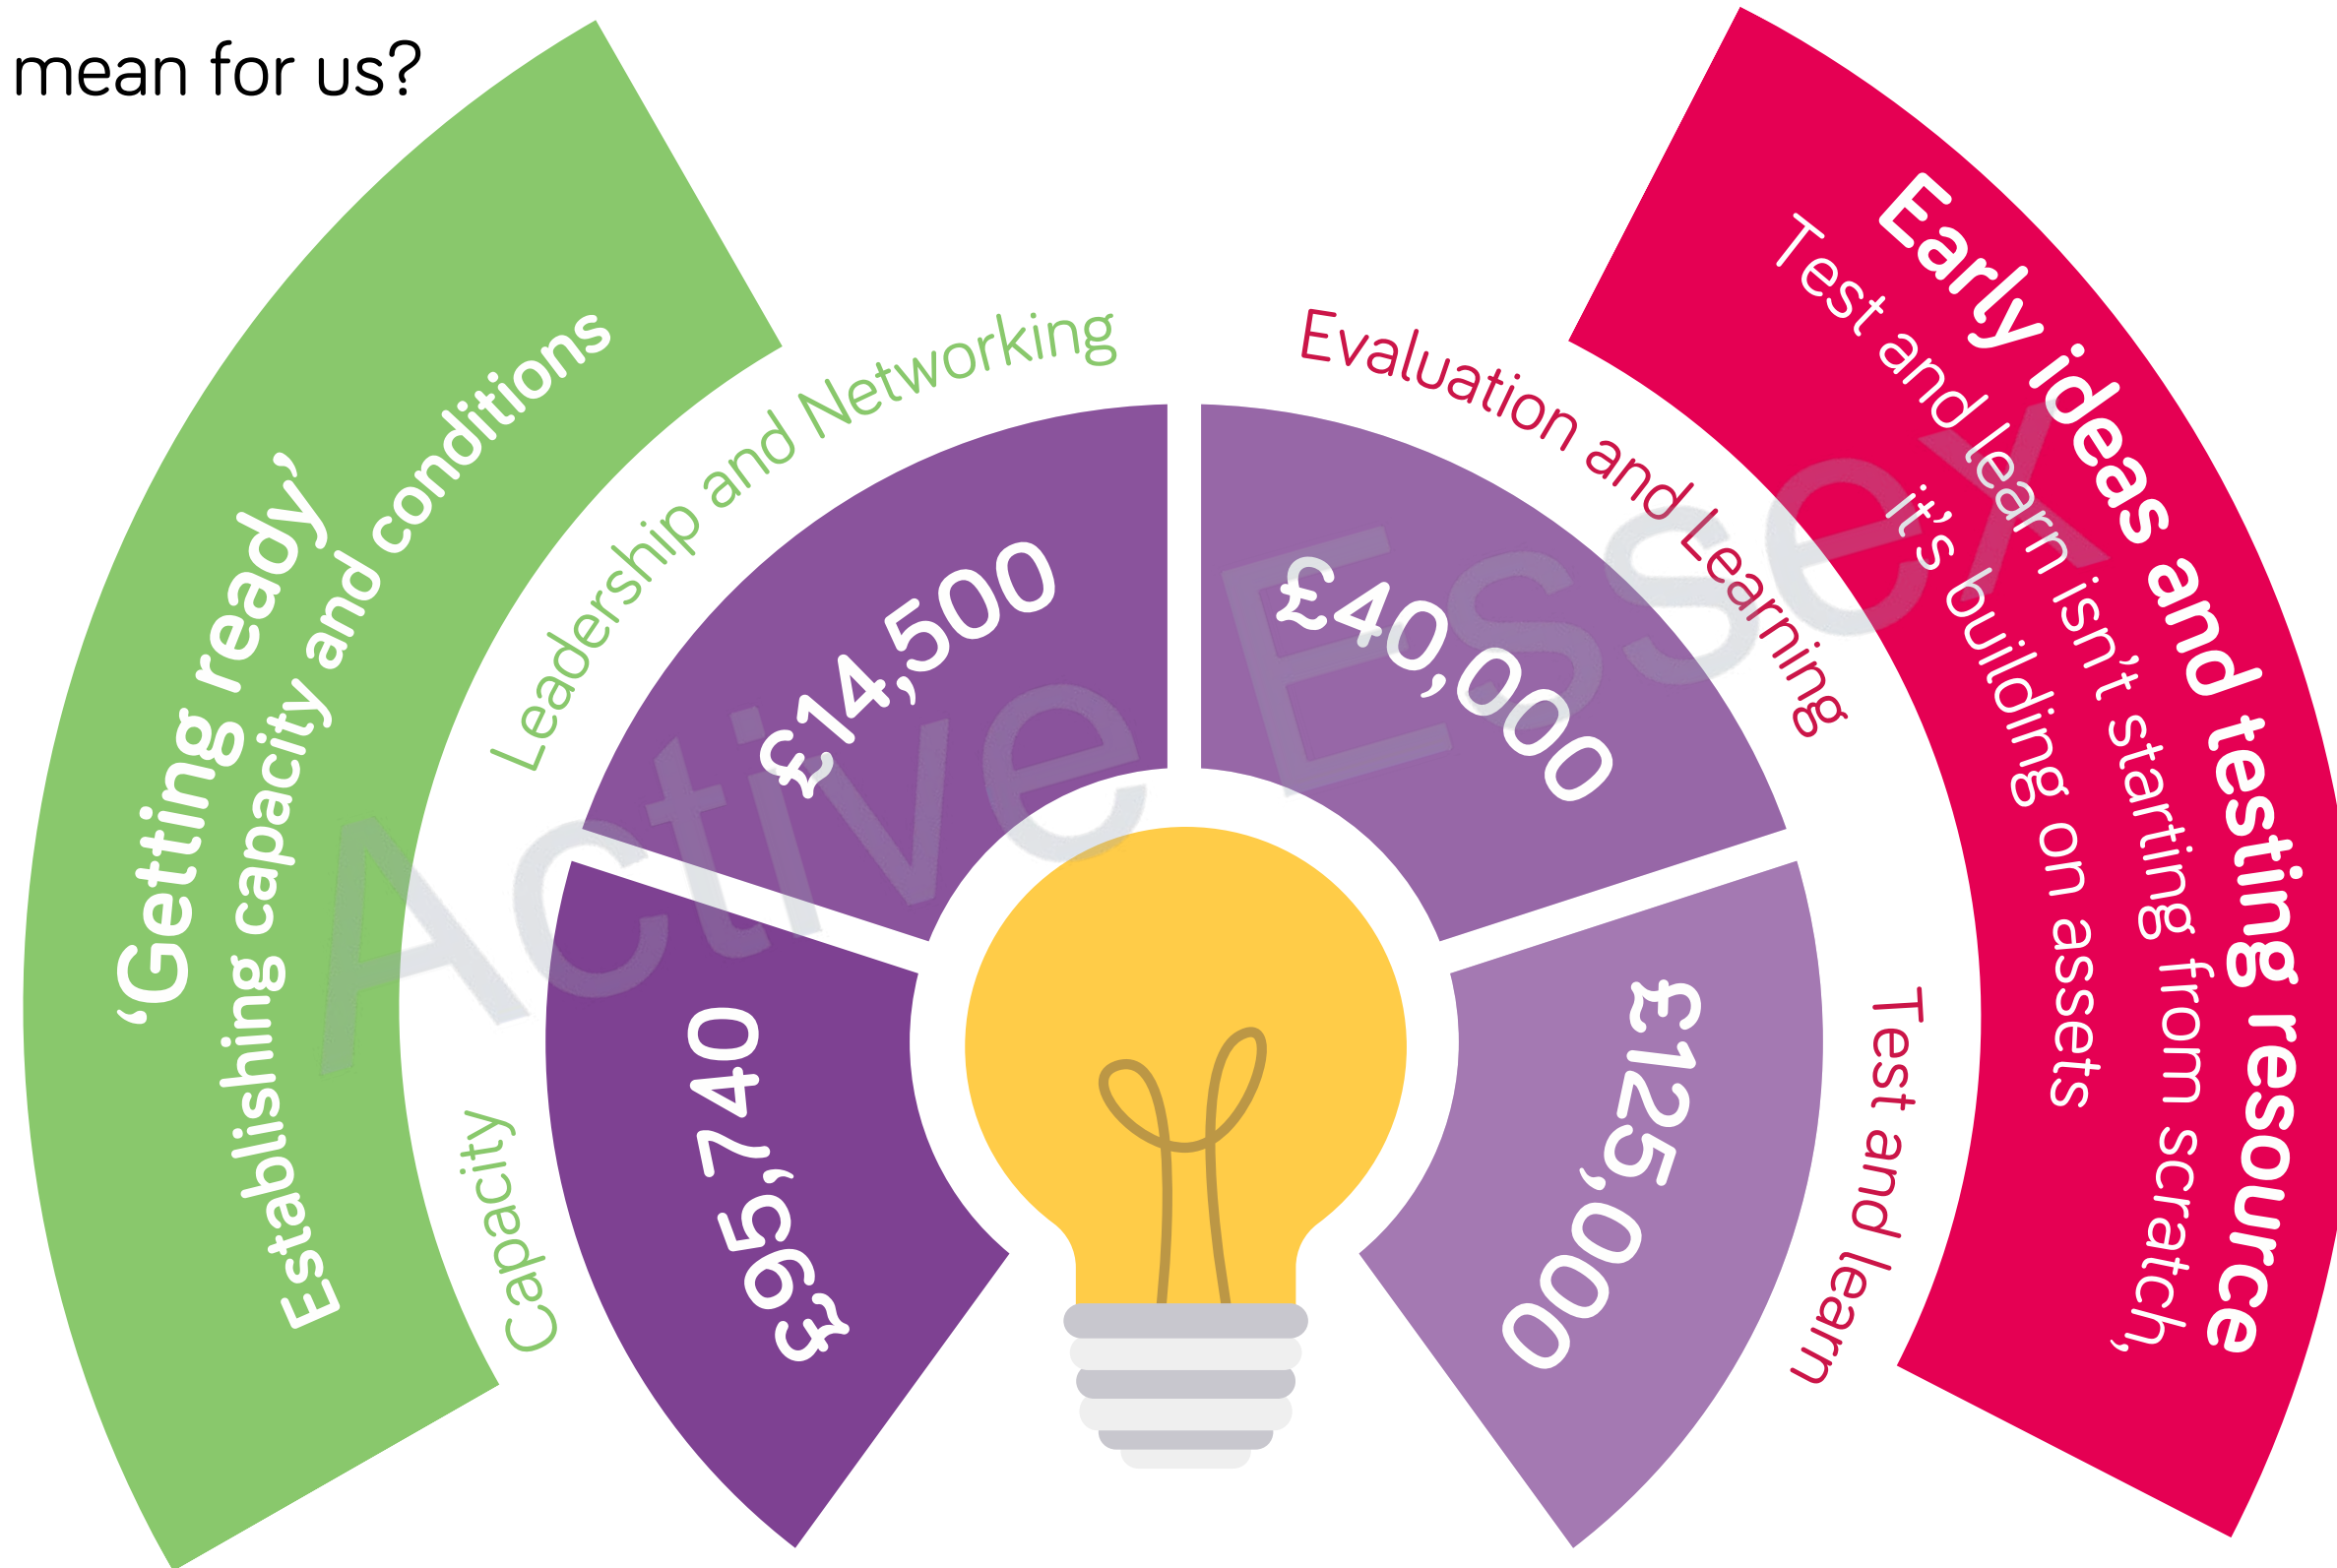 mean for us?
‘Getting ready’
Establishing capacity and conditions
Capacity
Leadership and Networking
£65,740
£14,500
£40,000
£125,000
Evaluation and Learning
Test and learn
Early Ideas and testing resource
Test and learn isn’t starting from scratch,
it’s building on assets
Active Essex